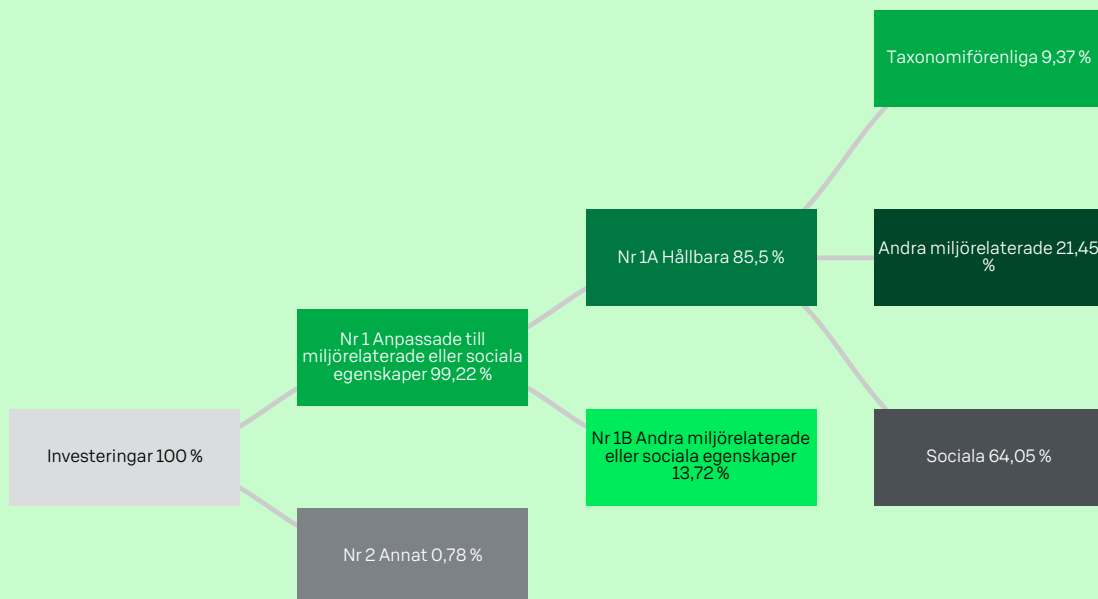 Taxonomiförenliga 9,37 %
Andra miljörelaterade 21,45
%
Nr 1A Hållbara 85,5 %
Nr 1 Anpassade till
miljörelaterade eller sociala
egenskaper 99,22 %
Investeringar 100 %
Nr 1B Andra miljörelaterade
eller sociala egenskaper
13,72 %
Sociala 64,05 %
Nr 2 Annat 0,78 %